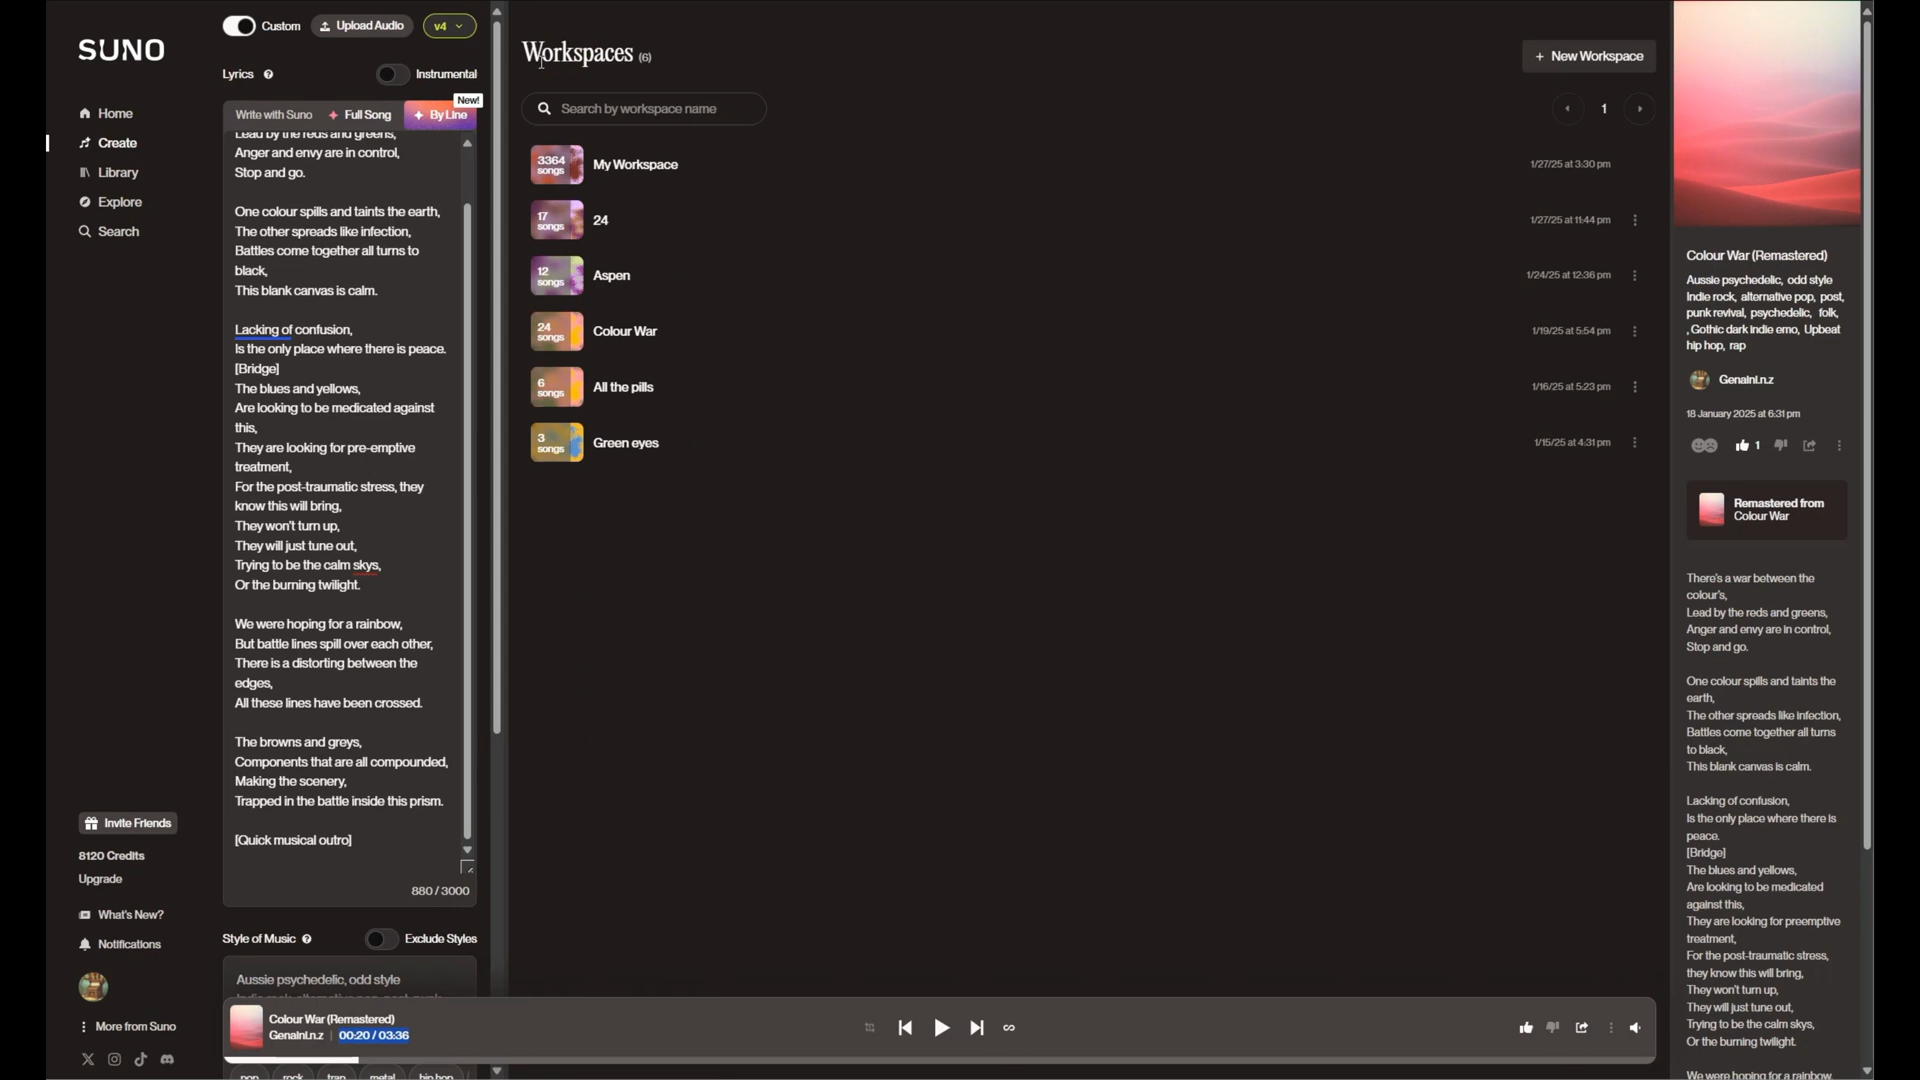 SUNO
Home
Create
Library
Explore
Search
Invite Friends
8120 Credits
Upgrade
What's New?
Notifications
More from Suno
Custom
Upload Audio
v4
Lyrics
Instrumental
New!
Write with Suno
Full Song
By Line
Lead by the reds and greens,
Anger and envy are in control,
Stop and go.
One colour spills and taints the earth,
The other spreads like infection,
Battles come together all turns to
black,
This blank canvas is calm.
Lacking of confusion,
Is the only place where there is peace.
[Bridge]
The blues and yellows,
Are looking to be medicated against
this,
They are looking for pre-emptive
treatment,
For the post-traumatic stress, they
know this will bring,
They won't turn up,
They will just tune out,
Trying to be the calm skys,
Or the burning twilight.
We were hoping for a rainbow,
But battle lines spill over each other,
There is a distorting between the
edges,
All these lines have been crossed.
The browns and greys,
Components that are all compounded,
Making the scenery,
Trapped in the battle inside this prism.
[Quick musical outro]
880 / 3000
Style of Music
Exclude Styles
Aussie psychedelic, odd style
pop
rock
trap
metal
hip hop
Workspaces (6)
New Workspace
Search by workspace name
1
3364 songs
My Workspace
1/27/25 at 3:30 pm
17 songs
24
1/27/25 at 11:44 pm
12 songs
Aspen
1/24/25 at 12:36 pm
24 songs
Colour War
1/19/25 at 5:54 pm
6 songs
All the pills
1/16/25 at 5:23 pm
3 songs
Green eyes
1/15/25 at 4:31 pm
Colour War (Remastered)
Aussie psychedelic, odd style
Indie rock, alternative pop, post,
punk revival, psychedelic, folk,
, Gothic dark indie emo, Upbeat
hip hop, rap
GenainI.n.z
18 January 2025 at 6:31 pm
1
Remastered from
Colour War
There's a war between the
colour's,
Lead by the reds and greens,
Anger and envy are in control,
Stop and go.
One colour spills and taints the
earth,
The other spreads like infection,
Battles come together all turns
to black,
This blank canvas is calm.
Lacking of confusion,
Is the only place where there is
peace.
[Bridge]
The blues and yellows,
Are looking to be medicated
against this,
They are looking for preemptive
treatment,
For the post-traumatic stress,
they know this will bring,
They won't turn up,
They will just tune out,
Trying to be the calm skys,
Or the burning twilight.
We were hoping for a rainbow,
Colour War (Remastered)
GenainI.n.z
00:20 / 03:36